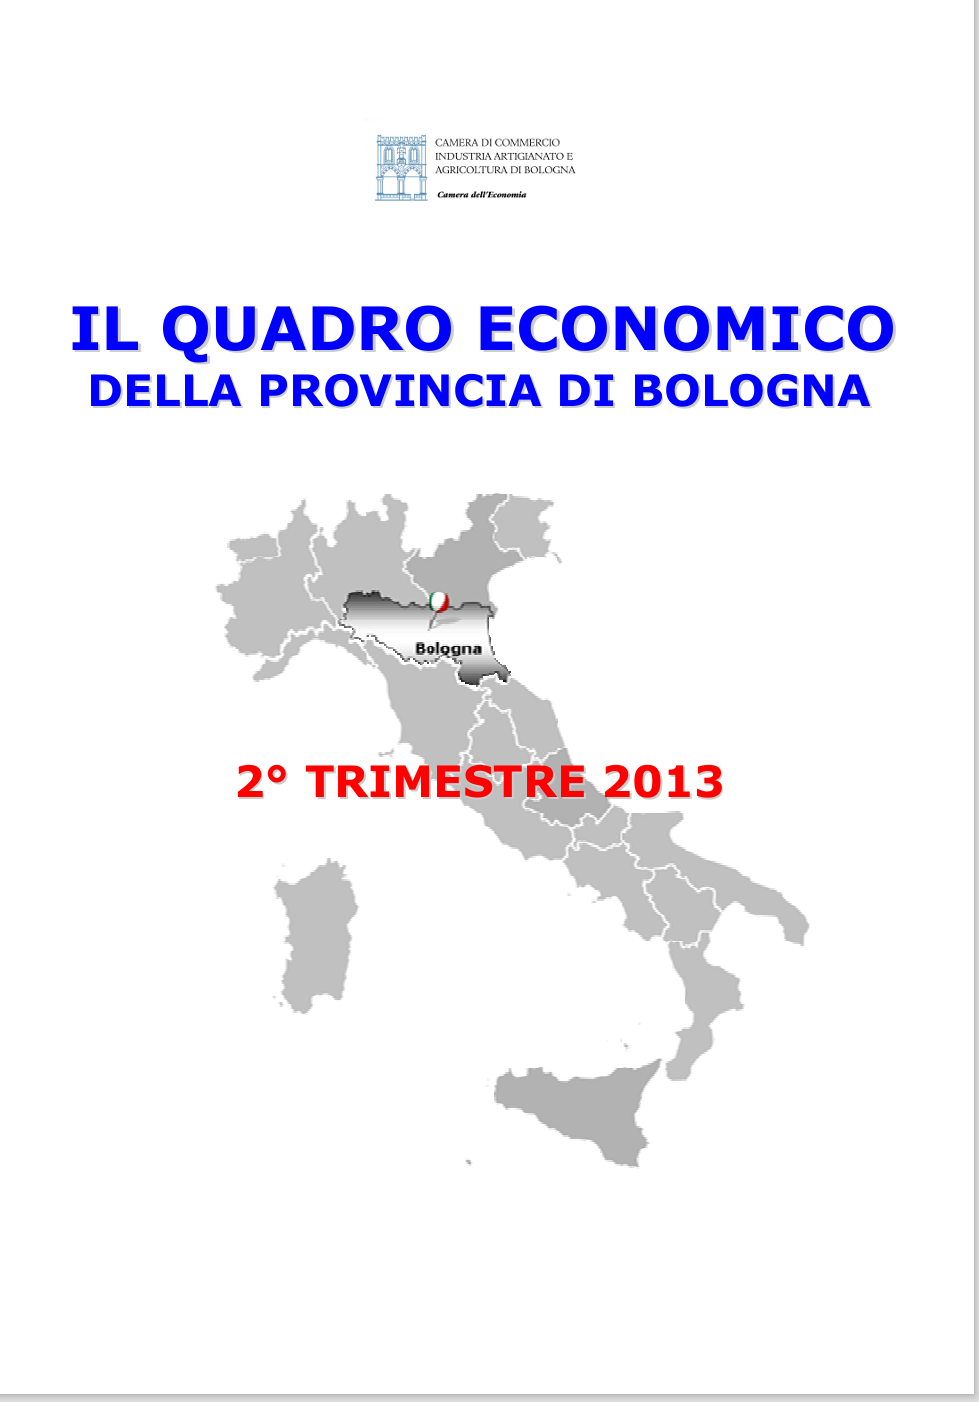 CAMERA DI COMMERCIO
INDUSTRIA ARTIGIANATO E
AGRICOLTURA DI BOLOGNA
Camera dell'Economia
IL QUADRO ECONOMICO
DELLA PROVINCIA DI BOLOGNA
Bologna
2° TRIMESTRE 2013